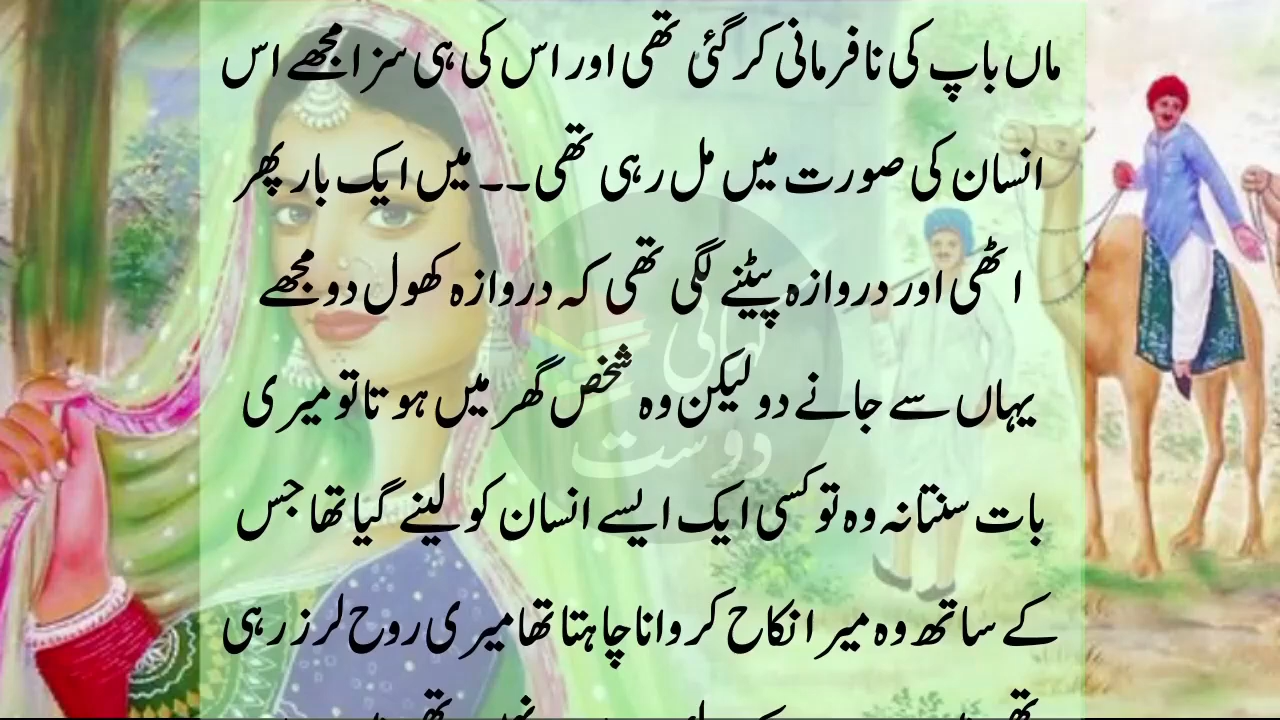 ماں باپ کی نافرمانی کر گئی تھی اور اس کی ہی سزا مجھے اس
انسان کی صورت میں مل رہی تھی۔۔ میں ایک بار پھر
اٹھی اور دروازہ پیٹنے لگی تھی کہ دروازہ کھول دو مجھے
یہاں سے جانے دو لیکن وہ شخص گھر میں ہوتا تو میری
بات سنتا نہ وہ تو کسی ایک ایسے انسان کو لینے گیا تھا جس
کے ساتھ وہ میرا نکاح کروانا چاہتا تھا میری روح لرز رہی
کہانی
دوست